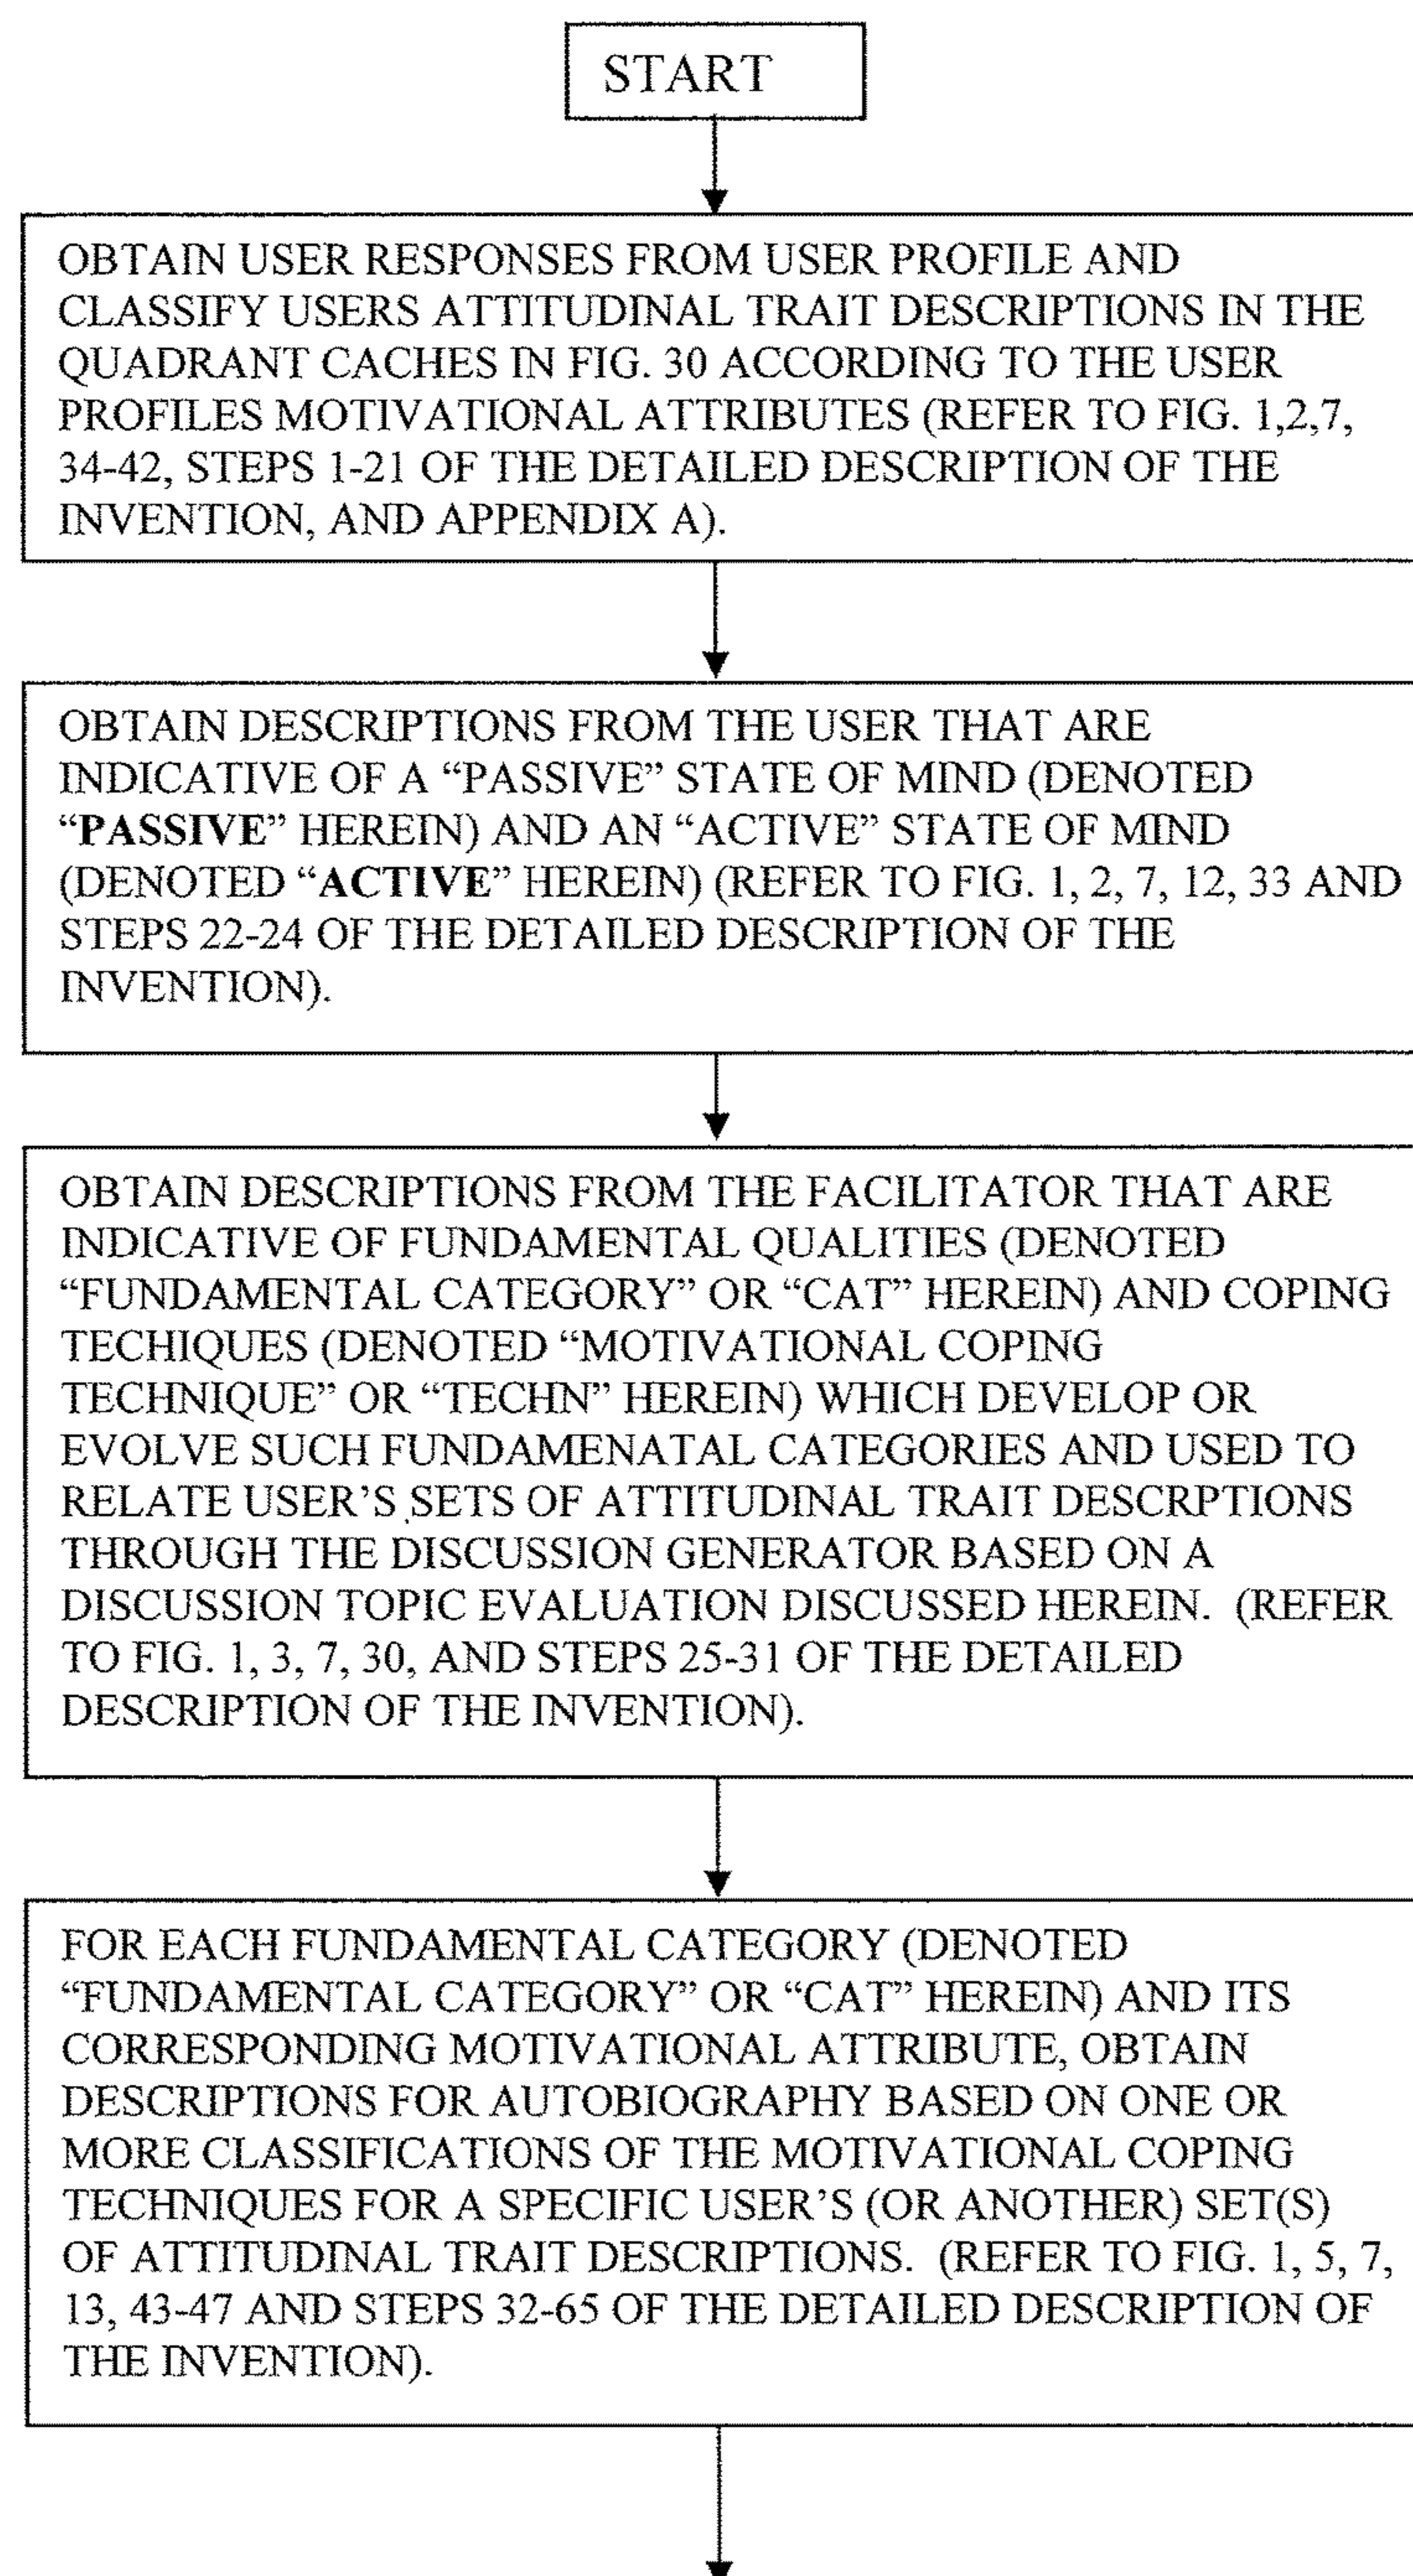 START
OBTAIN USER RESPONSES FROM USER PROFILE AND
CLASSIFY USERS ATTITUDINAL TRAIT DESCRIPTIONS IN THE
QUADRANT CACHES IN FIG. 30 ACCORDING TO THE USER
PROFILES MOTIVATIONAL ATTRIBUTES (REFER TO FIG. 1,2,7,
34-42, STEPS 1-21 OF THE DETAILED DESCRIPTION OF THE
INVENTION, AND APPENDIX A).
OBTAIN DESCRIPTIONS FROM THE USER THAT ARE
INDICATIVE OF A “PASSIVE” STATE OF MIND (DENOTED
“PASSIVE” HEREIN) AND AN “ACTIVE” STATE OF MIND
(DENOTED “ACTIVE” HEREIN) (REFER TO FIG. 1, 2, 7, 12, 33 AND
STEPS 22-24 OF THE DETAILED DESCRIPTION OF THE
INVENTION).
OBTAIN DESCRIPTIONS FROM THE FACILITATOR THAT ARE
INDICATIVE OF FUNDAMENTAL QUALITIES (DENOTED
“FUNDAMENTAL CATEGORY” OR “CAT” HEREIN) AND COPING
TECHIQUES (DENOTED “MOTIVATIONAL COPING
TECHNIQUE” OR “TECHN” HEREIN) WHICH DEVELOP OR
EVOLVE SUCH FUNDAMENATAL CATEGORIES AND USED TO
RELATE USER’S SETS OF ATTITUDINAL TRAIT DESCRPTIONS
THROUGH THE DISCUSSION GENERATOR BASED ON A
DISCUSSION TOPIC EVALUATION DISCUSSED HEREIN. (REFER
TO FIG. 1, 3, 7, 30, AND STEPS 25-31 OF THE DETAILED
DESCRIPTION OF THE INVENTION).
FOR EACH FUNDAMENTAL CATEGORY (DENOTED
“FUNDAMENTAL CATEGORY” OR “CAT” HEREIN) AND ITS
CORRESPONDING MOTIVATIONAL ATTRIBUTE, OBTAIN
DESCRIPTIONS FOR AUTOBIOGRAPHY BASED ON ONE OR
MORE CLASSIFICATIONS OF THE MOTIVATIONAL COPING
TECHNIQUES FOR A SPECIFIC USER’S (OR ANOTHER) SET(S)
OF ATTITUDINAL TRAIT DESCRIPTIONS. (REFER TO FIG. 1, 5, 7,
13, 43-47 AND STEPS 32-65 OF THE DETAILED DESCRIPTION OF
THE INVENTION).